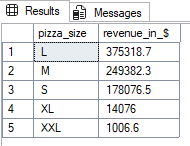 Results Messages
pizza_size revenue_in_$
1 L 375318.7
2 M 249382.3
3 S 178076.5
4 XL 14076
5 XXL 1006.6